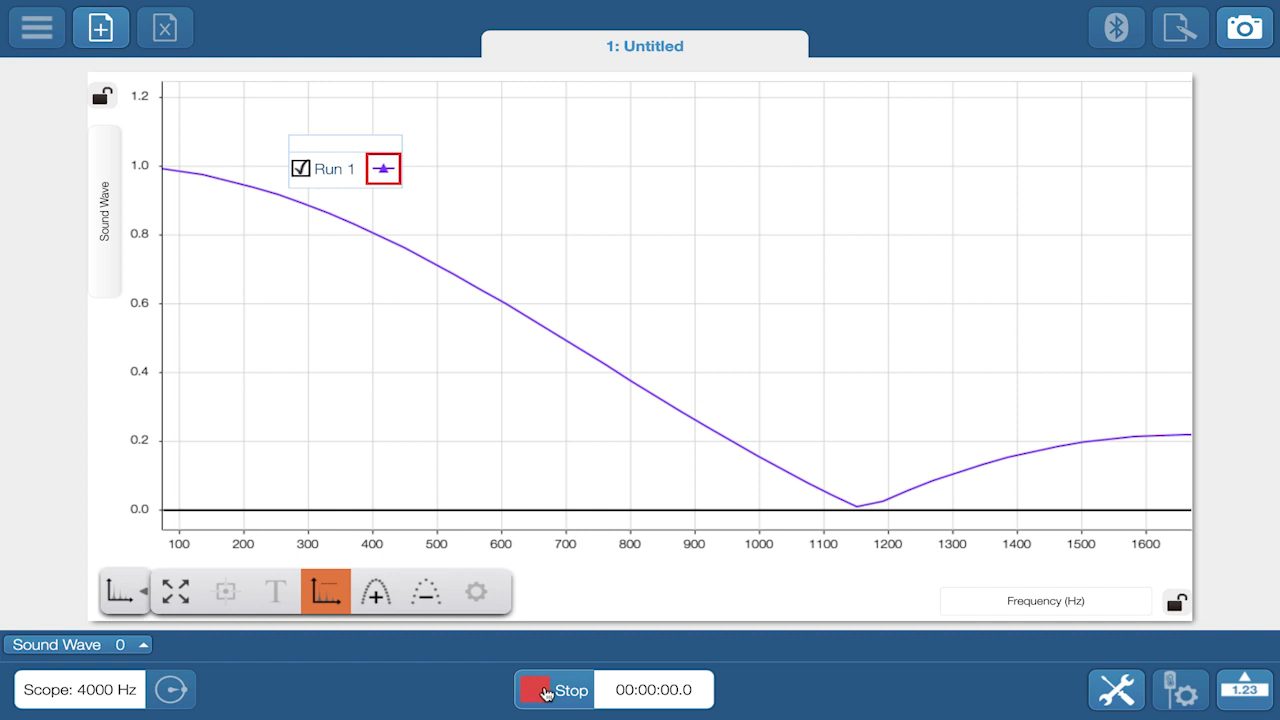 1: Untitled
1.2
1.0
0.8
0.6
0.4
0.2
0.0
Sound Wave
Run 1
100 200 300 400 500 600 700 800 900 1000 1100 1200 1300 1400 1500 1600
T
Frequency (Hz)
Sound Wave 0
Scope: 4000 Hz
Stop
00:00:00.0
1.23